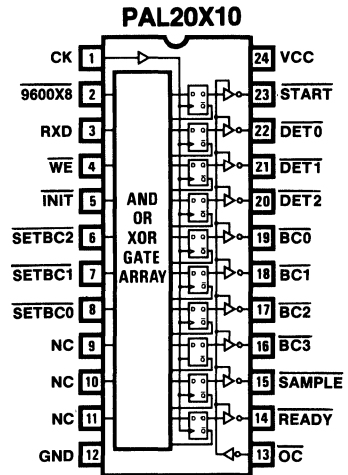 PAL20X10
CK 1 24 VCC
9600X8 2 23 START
RXD 3 22 DET0
WE 4 21 DET1
INIT 5 20 DET2
SETBC2 6 19 BC0
SETBC1 7 18 BC1
SETBC0 8 17 BC2
NC 9 16 BC3
NC 10 15 SAMPLE
NC 11 14 READY
GND 12 13 OC
AND
OR
XOR
GATE
ARRAY